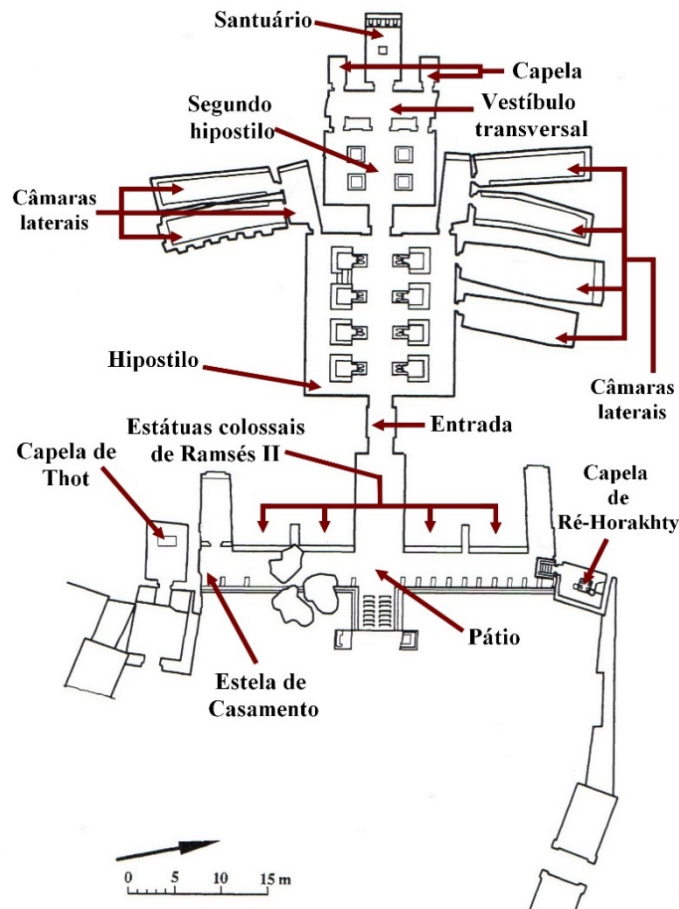 Santuário
Capela
Segundo
hipostilo
Vestíbulo
transversal
Câmaras
laterais
Hipostilo
Câmaras
laterais
Entrada
Estátuas colossais
de Ramsés II
Capela de
Thot
Capela
de
Ré-Horakhty
Pátio
Estela de
Casamento
0 5 10 15 m